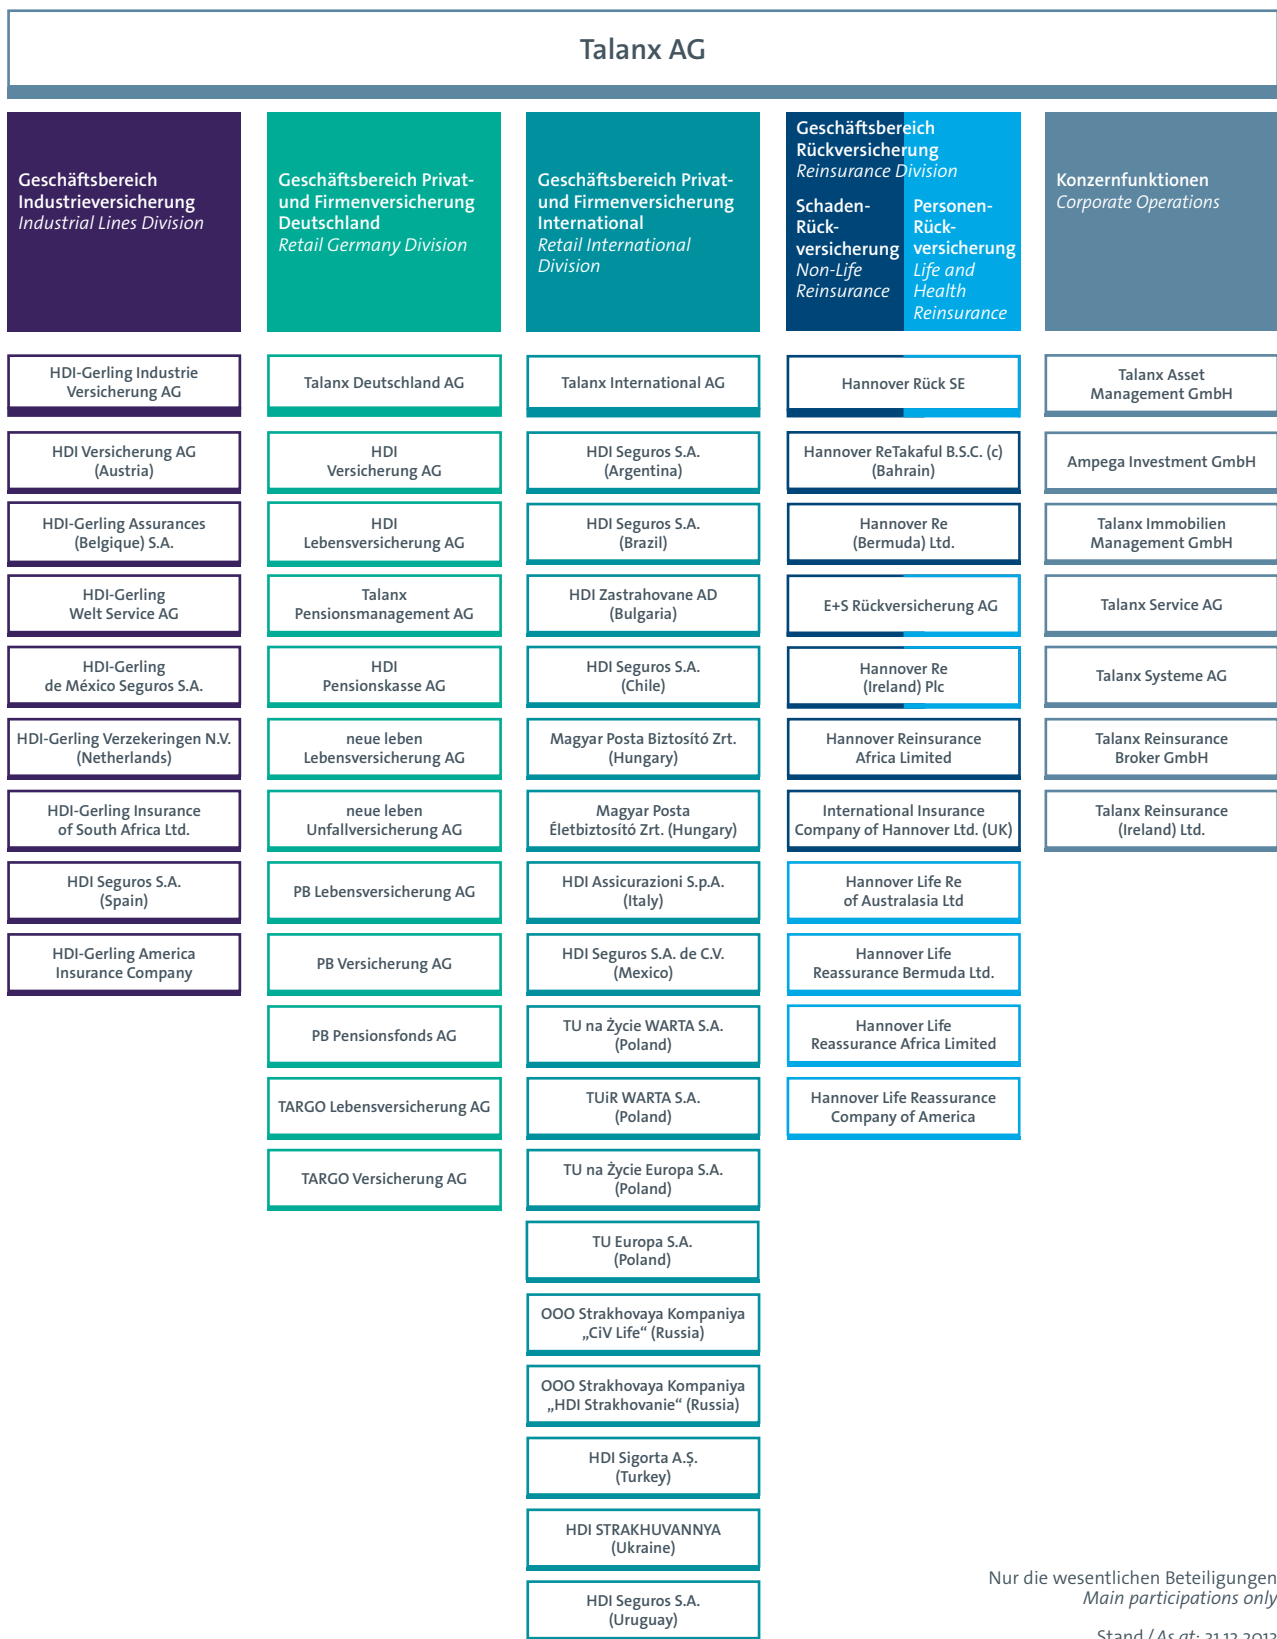 Talanx AG
Geschäftsbereich
Industrieversicherung
Industrial Lines Division
Geschäftsbereich Privat-
und Firmenversicherung
Deutschland
Retail Germany Division
Geschäftsbereich Privat-
und Firmenversicherung
International
Retail International
Division
Geschäftsbereich
Rückversicherung
Reinsurance Division
Schaden-
Rück-
versicherung
Non-Life
Reinsurance
Personen-
Rück-
versicherung
Life and
Health
Reinsurance
Konzernfunktionen
Corporate Operations
HDI-Gerling Industrie
Versicherung AG
HDI Versicherung AG
(Austria)
HDI-Gerling Assurances
(Belgique) S.A.
HDI-Gerling
Welt Service AG
HDI-Gerling
de México Seguros S.A.
HDI-Gerling Verzekeringen N.V.
(Netherlands)
HDI-Gerling Insurance
of South Africa Ltd.
HDI Seguros S.A.
(Spain)
HDI-Gerling America
Insurance Company
Talanx Deutschland AG
HDI
Versicherung AG
HDI
Lebensversicherung AG
Talanx
Pensionsmanagement AG
HDI
Pensionskasse AG
neue leben
Lebensversicherung AG
neue leben
Unfallversicherung AG
PB Lebensversicherung AG
PB Versicherung AG
PB Pensionsfonds AG
TARGO Lebensversicherung AG
TARGO Versicherung AG
Talanx International AG
HDI Seguros S.A.
(Argentina)
HDI Seguros S.A.
(Brazil)
HDI Zastrahovane AD
(Bulgaria)
HDI Seguros S.A.
(Chile)
Magyar Posta Biztosító Zrt.
(Hungary)
Magyar Posta
Életbiztosító Zrt. (Hungary)
HDI Assicurazioni S.p.A.
(Italy)
HDI Seguros S.A. de C.V.
(Mexico)
TU na Życie WARTA S.A.
(Poland)
TUiR WARTA S.A.
(Poland)
TU na Życie Europa S.A.
(Poland)
TU Europa S.A.
(Poland)
OOO Strakhovaya Kompaniya
„CiV Life“ (Russia)
OOO Strakhovaya Kompaniya
„HDI Strakhovanie“ (Russia)
HDI Sigorta A.Ş.
(Turkey)
HDI STRAKHUVANNYA
(Ukraine)
HDI Seguros S.A.
(Uruguay)
Hannover Rück SE
Hannover ReTakaful B.S.C. (c)
(Bahrain)
Hannover Re
(Bermuda) Ltd.
E+S Rückversicherung AG
Hannover Re
(Ireland) Plc
Hannover Reinsurance
Africa Limited
International Insurance
Company of Hannover Ltd. (UK)
Hannover Life Re
of Australasia Ltd
Hannover Life
Reassurance Bermuda Ltd.
Hannover Life
Reassurance Africa Limited
Hannover Life Reassurance
Company of America
Talanx Asset
Management GmbH
Ampega Investment GmbH
Talanx Immobilien
Management GmbH
Talanx Service AG
Talanx Systeme AG
Talanx Reinsurance
Broker GmbH
Talanx Reinsurance
(Ireland) Ltd.
Nur die wesentlichen Beteiligungen
Main participations only
Stand / As at: 31.12.2013